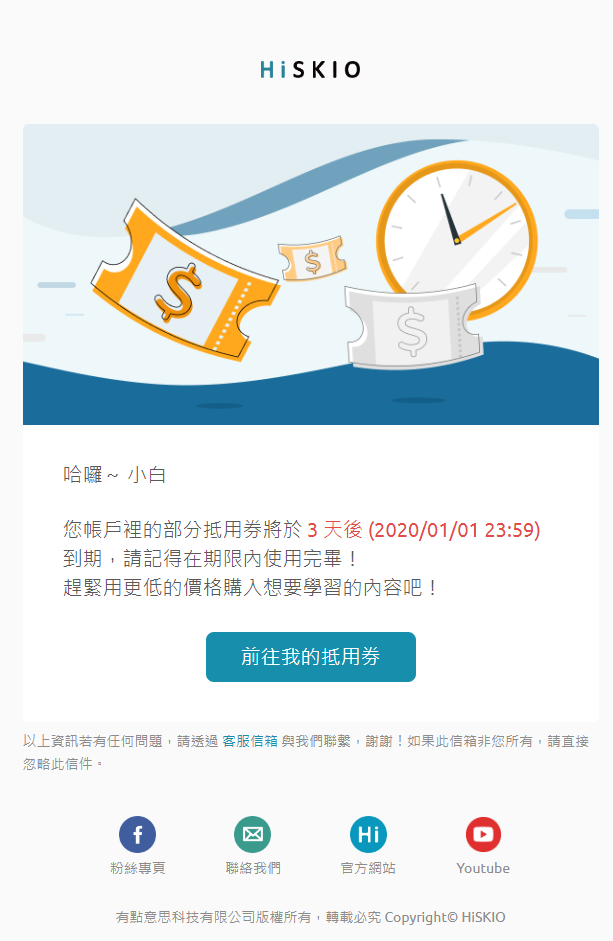 HiSKIO
哈囉~ 小白
您帳戶裡的部分抵用券將於 3 天後 (2020/01/01 23:59)
到期，請記得在期限內使用完畢！
趕緊用更低的價格購入想要學習的內容吧！
前往我的抵用券
以上資訊若有任何問題，請透過 客服信箱 與我們聯繫，謝謝！如果此信箱非您所有，請直接
忽略此信件。
Hi
粉絲專頁 聯絡我們 官方網站 Youtube
有點意思科技有限公司版權所有，轉載必究 Copyright© HiSKIO